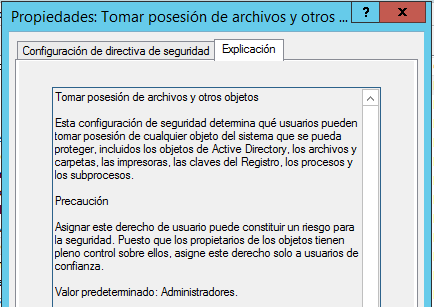 Propiedades: Tomar posesión de archivos y otros ...
?
x
Configuración de directiva de seguridad
Explicación
Tomar posesión de archivos y otros objetos
Esta configuración de seguridad determina qué usuarios pueden
tomar posesión de cualquier objeto del sistema que se pueda
proteger, incluidos los objetos de Active Directory, los archivos y
carpetas, las impresoras, las claves del Registro, los procesos y
los subprocesos.
Precaución
Asignar este derecho de usuario puede constituir un riesgo para
la seguridad. Puesto que los propietarios de los objetos tienen
pleno control sobre ellos, asigne este derecho solo a usuarios de
confianza.
Valor predeterminado: Administradores.